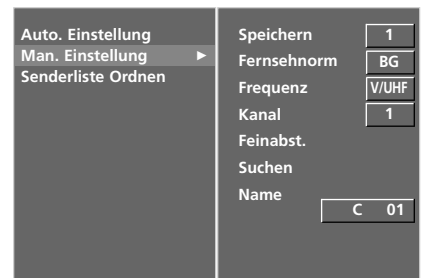 Auto. Einstellung
Man. Einstellung ►
Senderliste Ordnen
Speichern 1
Fernsehnorm BG
Frequenz V/UHF
Kanal 1
Feinabst.
Suchen
Name
C 01